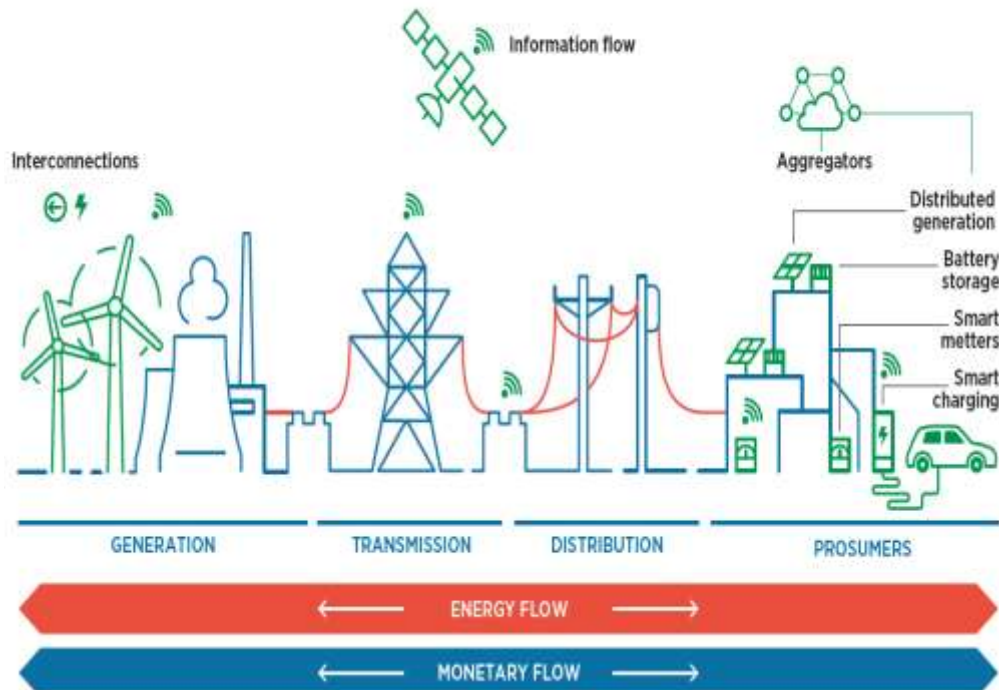 Information flow
Interconnections
Aggregators
Distributed
generation
Battery
storage
Smart
metters
Smart
charging
GENERATION
TRANSMISSION
DISTRIBUTION
PROSUMERS
ENERGY FLOW
MONETARY FLOW